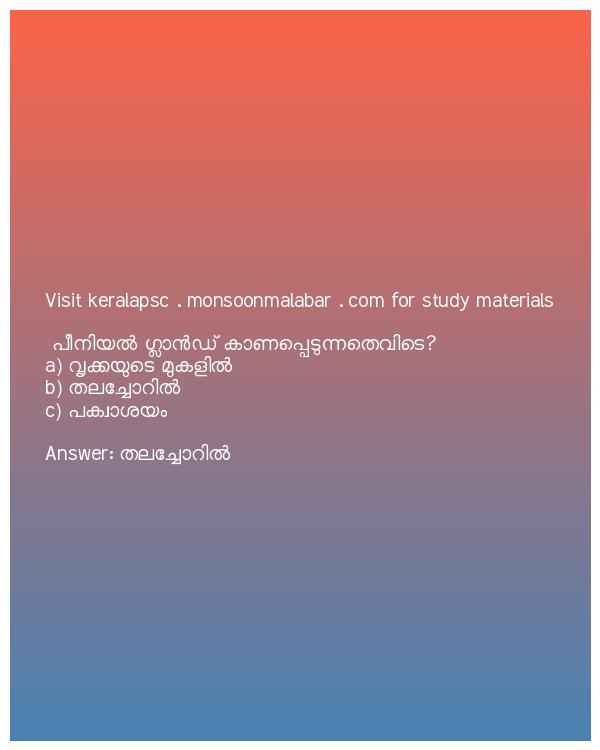 Visit keralapsc . monsoonmalabar . com for study materials
പീനിയൽ ഗ്ലാൻഡ് കാണപ്പെടുന്നതെവിടെ?
a) വൃക്കയുടെ മുകളിൽ
b) തലച്ചോറിൽ
c) പക്വാശയം
Answer: തലച്ചോറിൽ